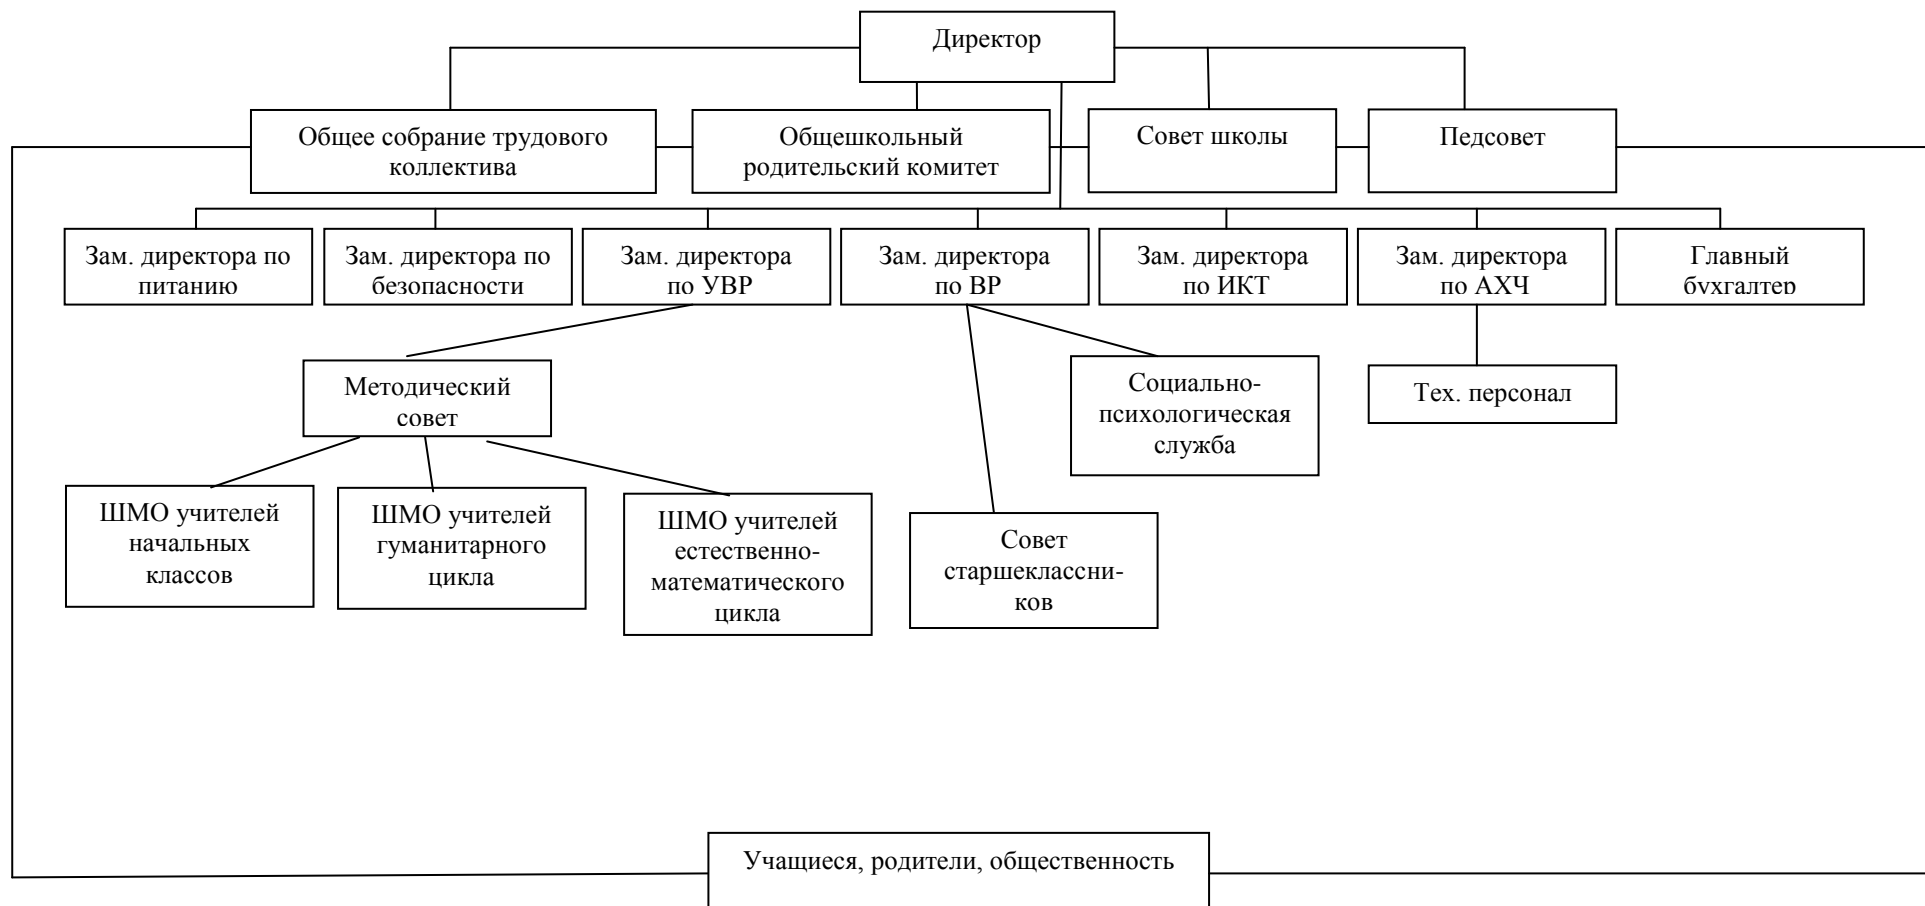 Директор
Общее собрание трудового
коллектива
Общешкольный
родительский комитет
Совет школы
Педсовет
Зам. директора по
питанию
Зам. директора по
безопасности
Зам. директора
по УВР
Зам. директора
по ВР
Зам. директора
по ИКТ
Зам. директора
по АХЧ
Главный
бухгалтер
Методический
совет
Социально-
психологическая
служба
Тех. персонал
ШМО учителей
начальных
классов
ШМО учителей
гуманитарного
цикла
ШМО учителей
естественно-
математического
цикла
Совет
старшеклассни-
ков
Учащиеся, родители, общественность